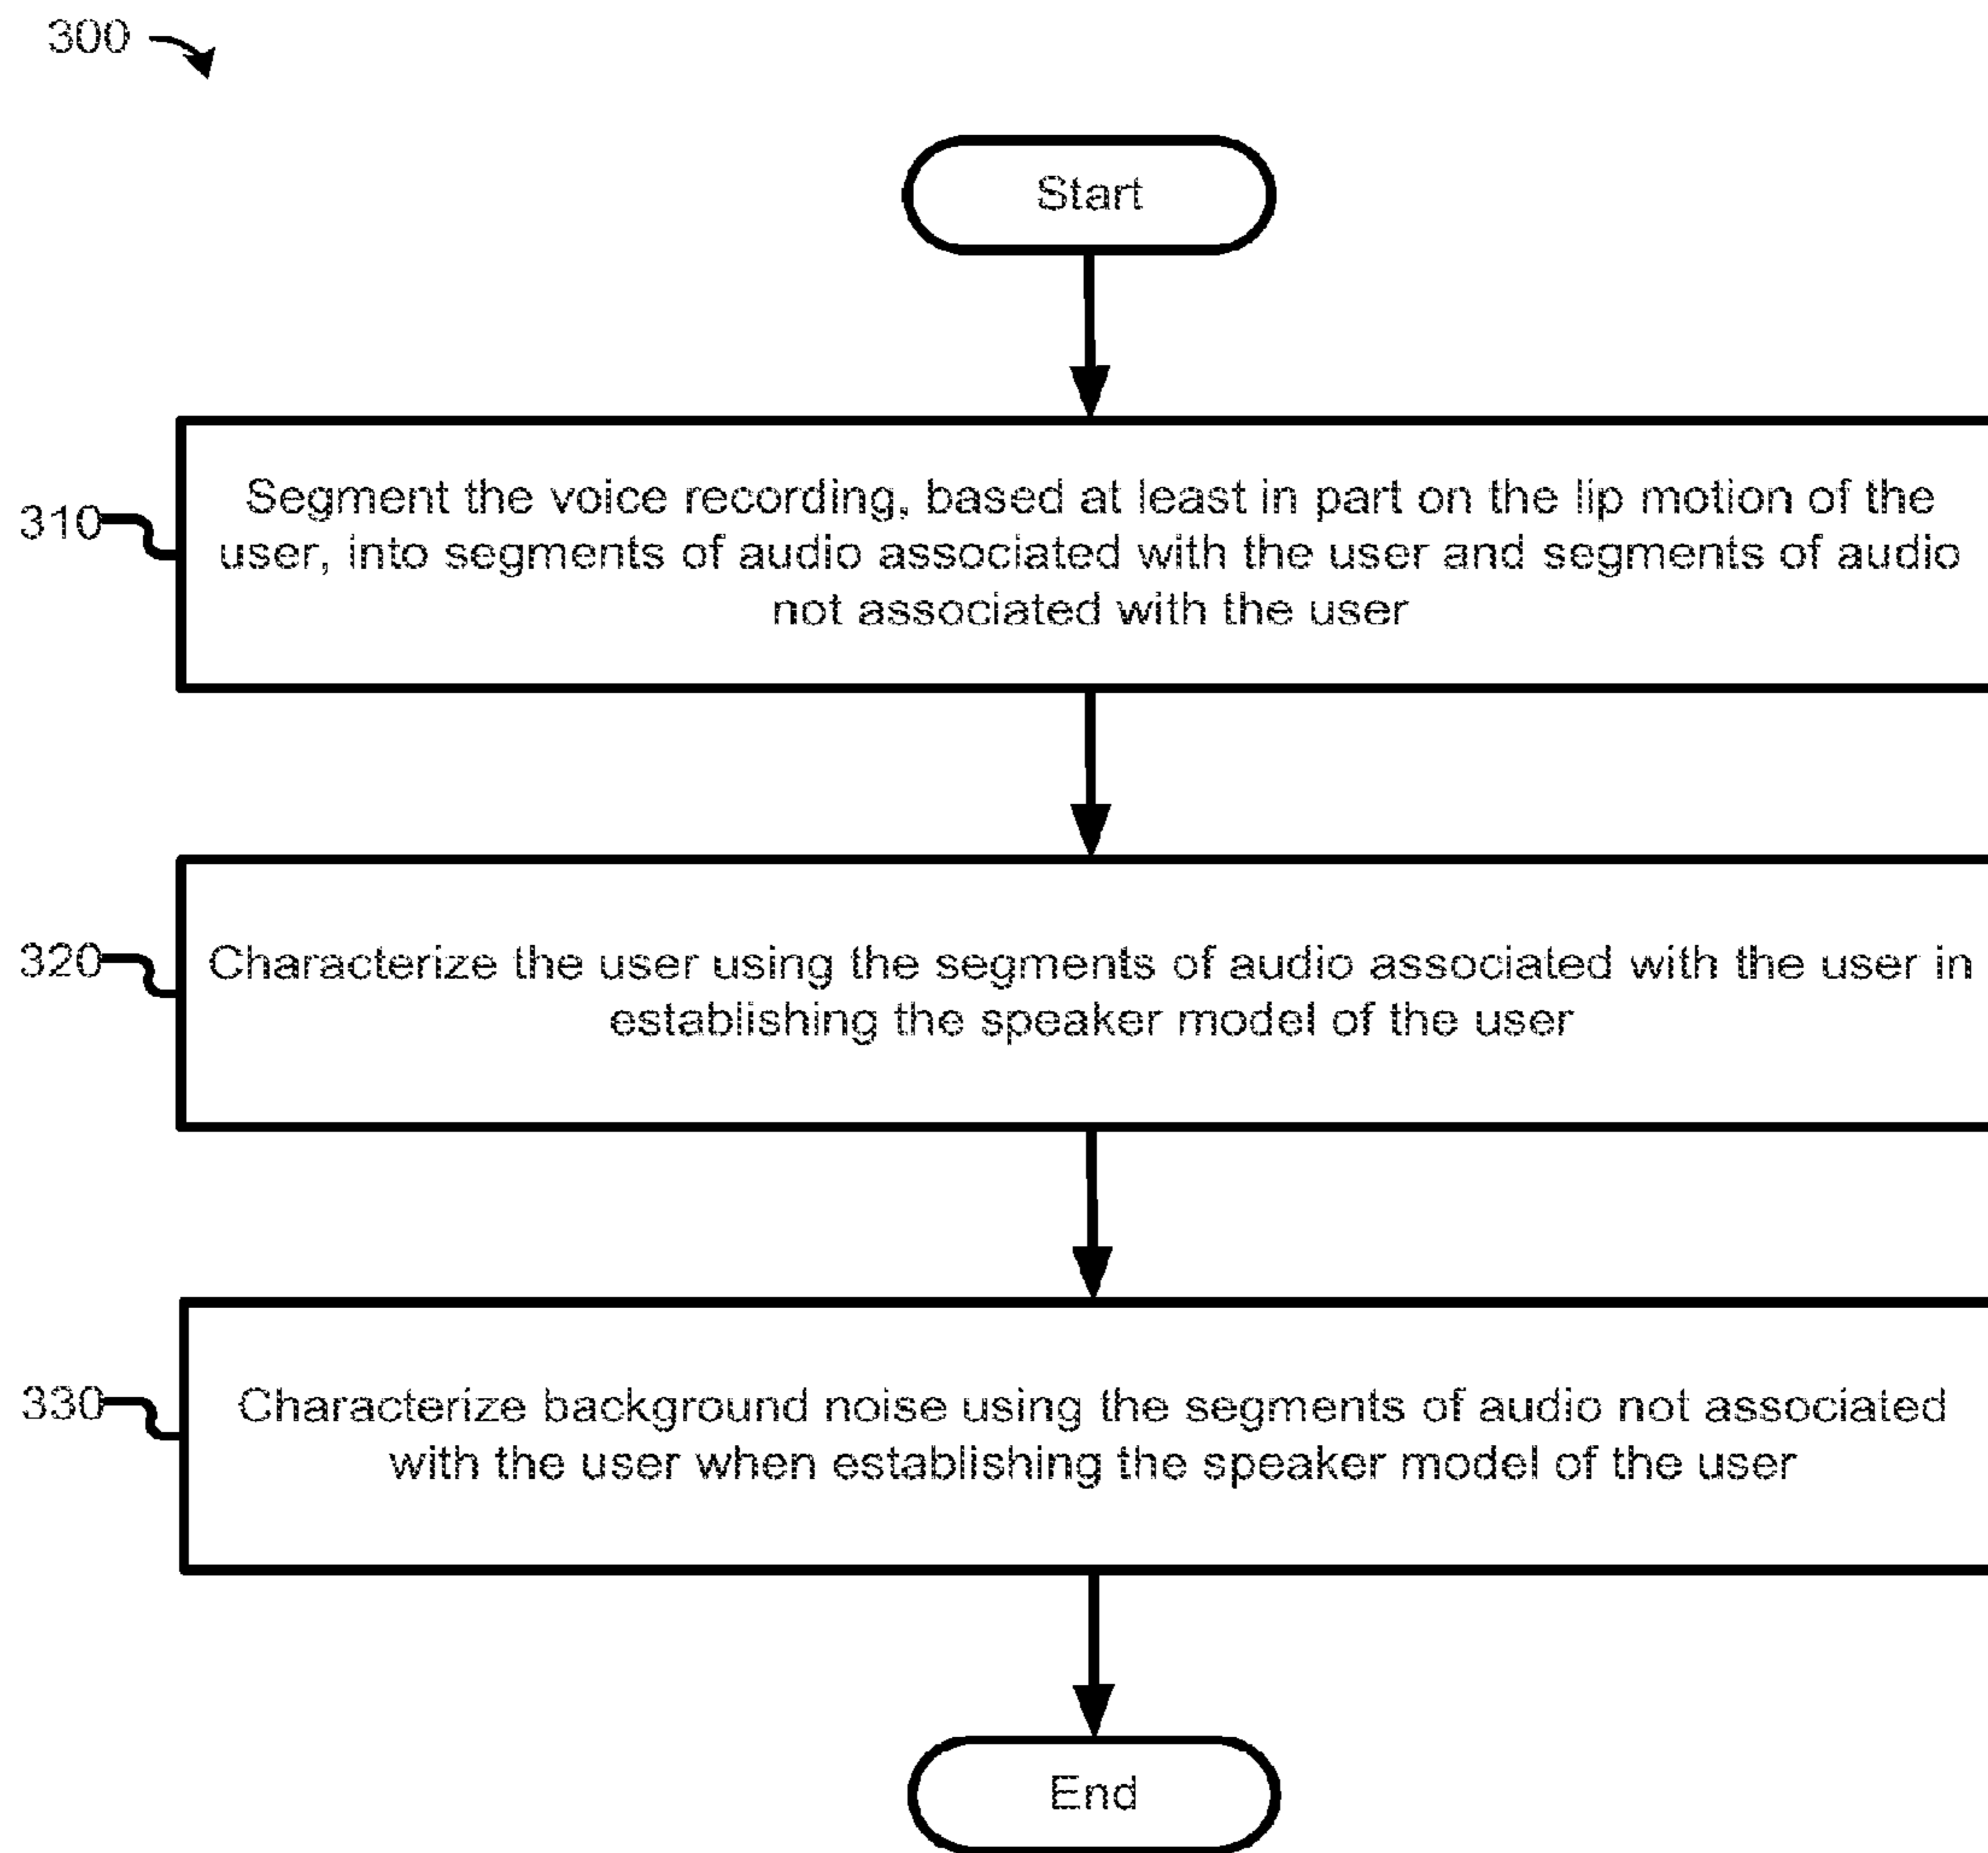 300
Start
310
Segment the voice recording, based at least in part on the lip motion of the
user, into segments of audio associated with the user and segments of audio
not associated with the user
320
Characterize the user using the segments of audio associated with the user in
establishing the speaker model of the user
330
Characterize background noise using the segments of audio not associated
with the user when establishing the speaker model of the user
End